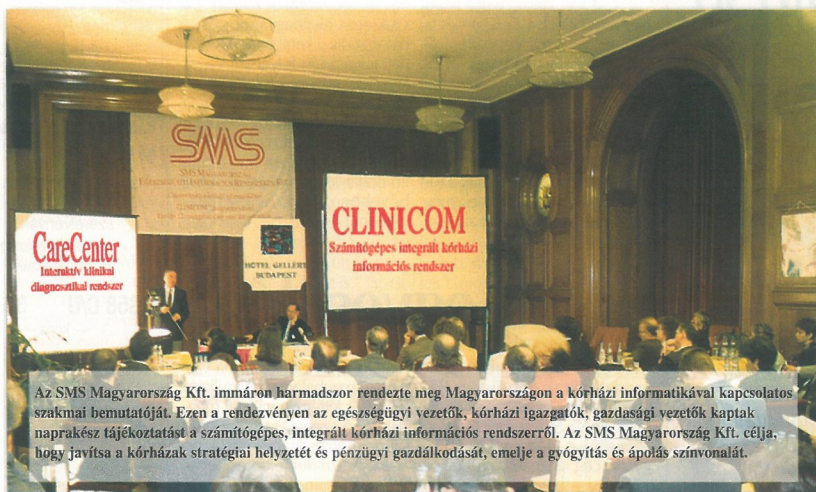 SMS
SMS MAGYARORSZÁG
CareCenter
Interaktív klinikai
diagnosztikai rendszer
HOTEL GELLÉRT
BUDAPEST
CLINICOM
Számítógépes integrált kórházi
információs rendszer
Az SMS Magyarország Kft. immáron harmadszor rendezte meg Magyarországon a kórházi informatikával kapcsolatos
szakmai bemutatóját. Ezen a rendezvényen az egészségügyi vezetők, kórházi igazgatók, gazdasági vezetők kaptak
naprakész tájékoztatást a számítógépes, integrált kórházi információs rendszerről. Az SMS Magyarország Kft. célja,
hogy javítsa a kórházak stratégiai helyzetét és pénzügyi gazdálkodását, emelje a gyógyítás és ápolás színvonalát.